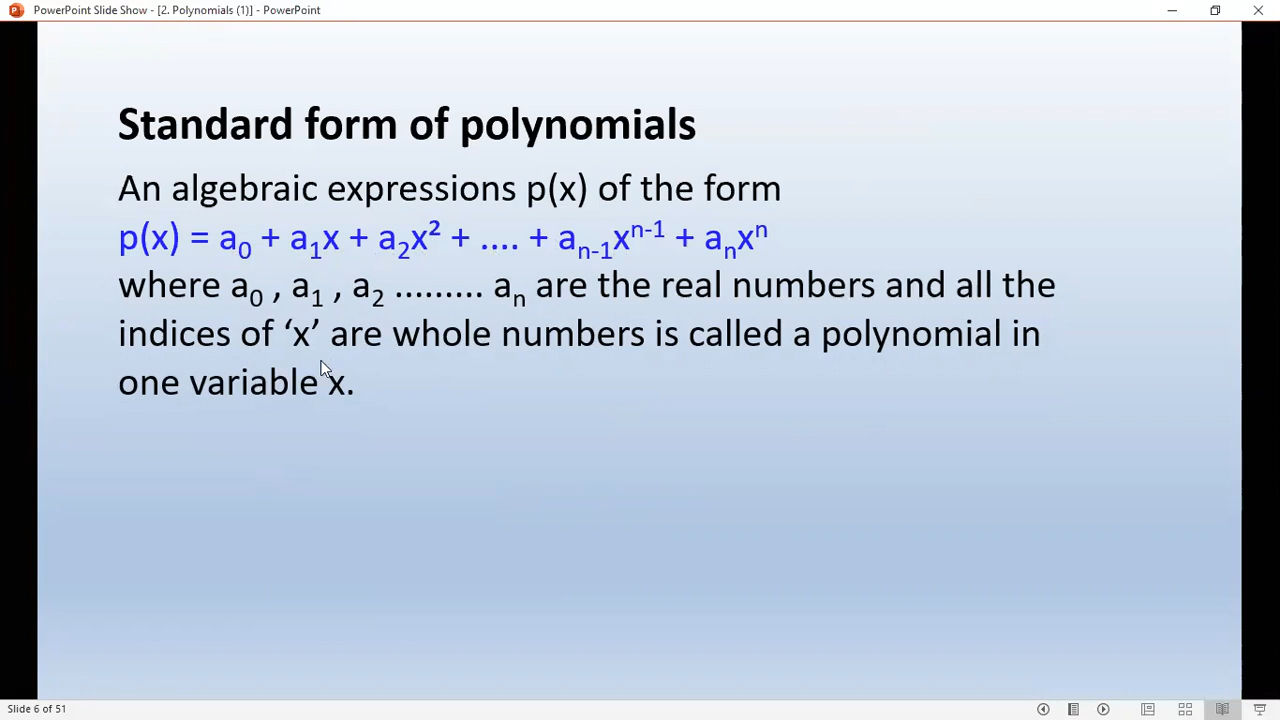 PowerPoint Slide Show - [2. Polynomials (1)] - PowerPoint
Standard form of polynomials
An algebraic expressions p(x) of the form
p(x) = a₀ + a₁x + a₂x² + .... + aₙ₋₁xⁿ⁻¹ + aₙxⁿ
where a₀ , a₁ , a₂ ......... aₙ are the real numbers and all the
indices of ‘x’ are whole numbers is called a polynomial in
one variable x.
Slide 6 of 51